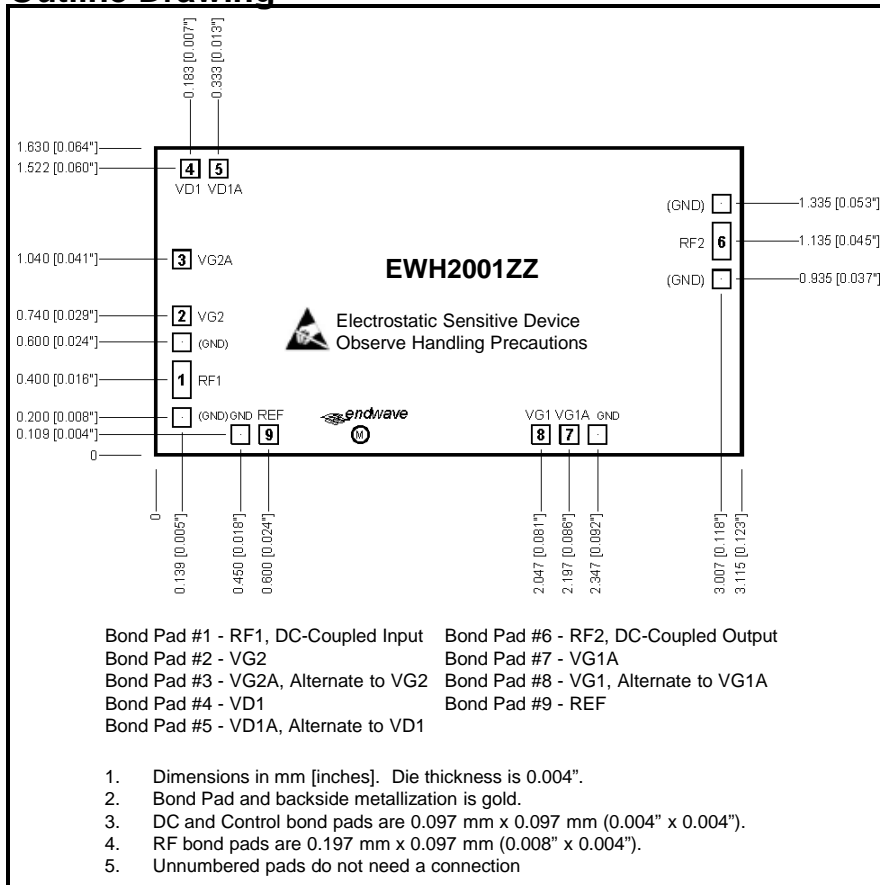 Outline Drawing
0.183 [0.007"]
0.333 [0.013"]
1.630 [0.064"]
1.522 [0.060"]
4 5
VD1 VD1A
(GND) 1.335 [0.053"]
RF2 6 1.135 [0.045"]
(GND) 0.935 [0.037"]
1.040 [0.041"] 3 VG2A
EWH2001ZZ
0.740 [0.029"] 2 VG2
0.600 [0.024"] (GND)
Electrostatic Sensitive Device
Observe Handling Precautions
0.400 [0.016"] 1 RF1
0.200 [0.008"] (GND) GND REF
endwave
VG1 VG1A GND
0.109 [0.004"] 9 M 8 7
0
0
0.139 [0.005"]
0.450 [0.018"]
0.600 [0.024"]
2.047 [0.081"]
2.197 [0.086"]
2.347 [0.092"]
3.007 [0.118"]
3.115 [0.123"]
Bond Pad #1 - RF1, DC-Coupled Input
Bond Pad #2 - VG2
Bond Pad #3 - VG2A, Alternate to VG2
Bond Pad #4 - VD1
Bond Pad #5 - VD1A, Alternate to VD1
Bond Pad #6 - RF2, DC-Coupled Output
Bond Pad #7 - VG1A
Bond Pad #8 - VG1, Alternate to VG1A
Bond Pad #9 - REF
1. Dimensions in mm [inches]. Die thickness is 0.004”.
2. Bond Pad and backside metallization is gold.
3. DC and Control bond pads are 0.097 mm x 0.097 mm (0.004” x 0.004”).
4. RF bond pads are 0.197 mm x 0.097 mm (0.008” x 0.004”).
5. Unnumbered pads do not need a connection